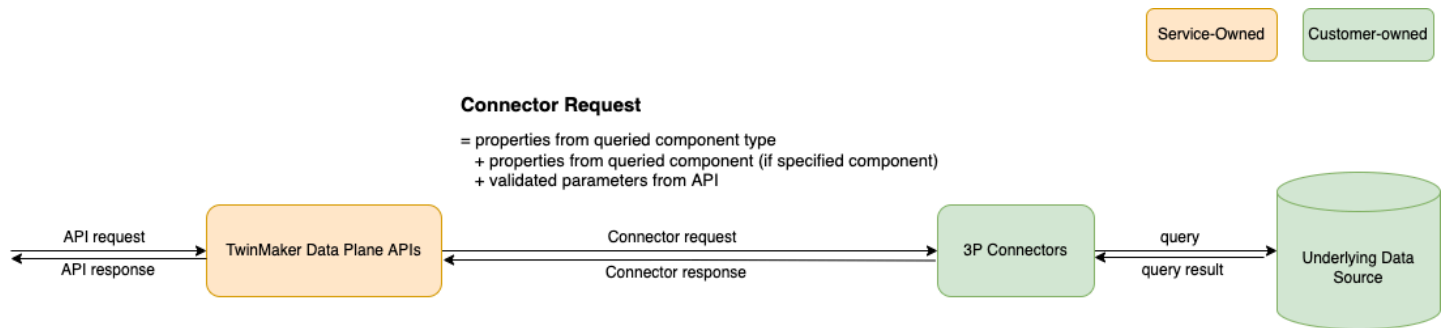 Service-Owned
Customer-owned
Connector Request
= properties from queried component type
+ properties from queried component (if specified component)
+ validated parameters from API
API request
API response
TwinMaker Data Plane APIs
Connector request
Connector response
3P Connectors
query
query result
Underlying Data
Source